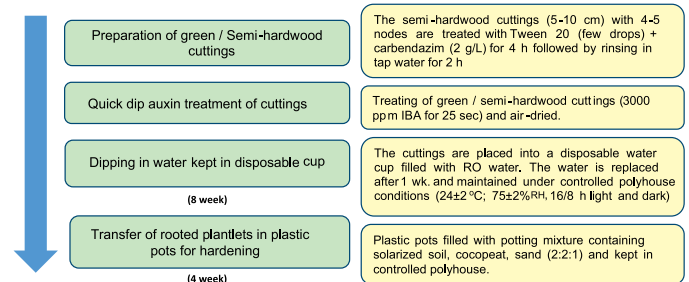 Preparation of green / Semi-hardwood
cuttings
The semi-hardwood cuttings (5-10 cm) with 4-5
nodes are treated with Tween 20 (few drops) +
carbendazim (2 g/L) for 4 h followed by rinsing in
tap water for 2 h
Quick dip auxin treatment of cuttings
Treating of green / semi-hardwood cuttings (3000
ppm IBA for 25 sec) and air-dried.
Dipping in water kept in disposable cup
(8 week)
The cuttings are placed into a disposable water
cup filled with RO water. The water is replaced
after 1 wk. and maintained under controlled polyhouse
conditions (24±2 ºC; 75±2%RH, 16/8 h light and dark)
Transfer of rooted plantlets in plastic
pots for hardening
(4 week)
Plastic pots filled with potting mixture containing
solarized soil, cocopeat, sand (2:2:1) and kept in
controlled polyhouse.